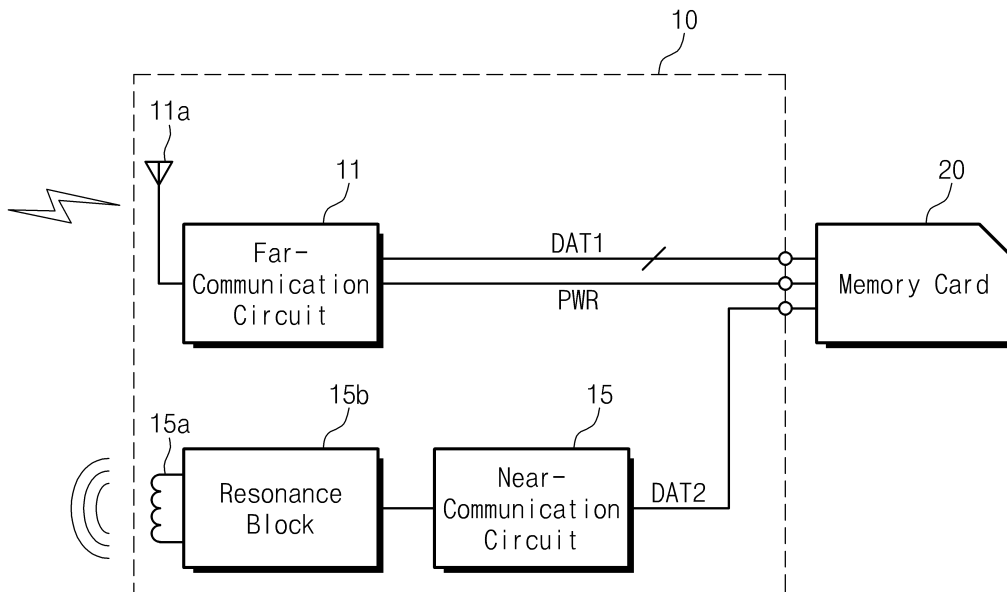 10
11a
11
20
Far-
Communication
Circuit
DAT1
PWR
Memory Card
15a
15b
15
Resonance
Block
Near-
Communication
Circuit
DAT2